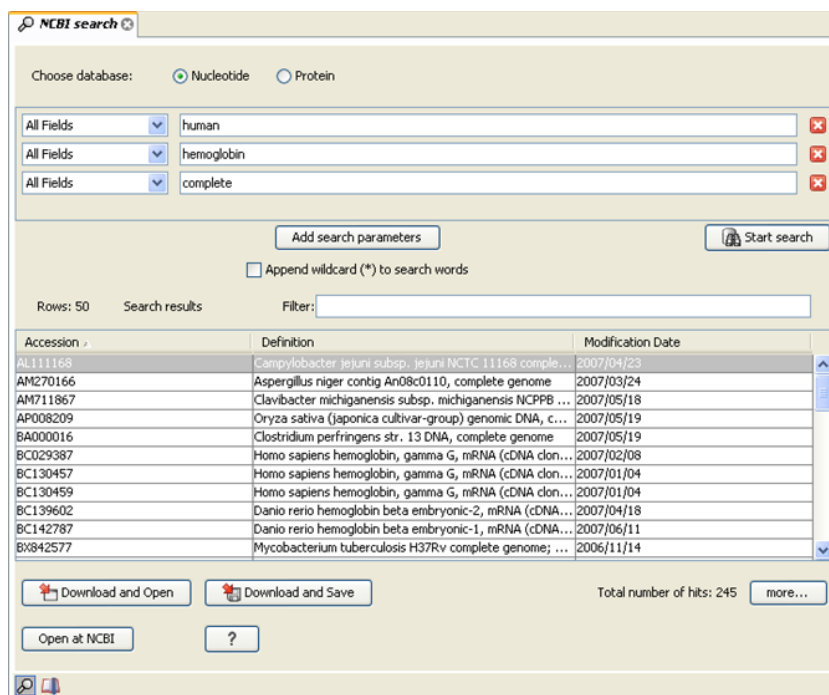 NCBI search
Choose database: Nucleotide Protein
All Fields human
All Fields hemoglobin
All Fields complete
Add search parameters Start search
Append wildcard (*) to search words
Rows: 50 Search results Filter:
Accession Definition Modification Date
AL111168 Campylobacter jejuni subsp. jejuni NCTC 11168 comple... 2007/04/23
AM270166 Aspergillus niger contig An08c0110, complete genome 2007/03/24
AM711867 Clavibacter michiganensis subsp. michiganensis NCPPB ... 2007/05/18
AP008209 Oryza sativa (japonica cultivar-group) genomic DNA, c... 2007/05/19
BA000016 Clostridium perfringens str. 13 DNA, complete genome 2007/05/19
BC029387 Homo sapiens hemoglobin, gamma G, mRNA (cDNA clon... 2007/02/08
BC130457 Homo sapiens hemoglobin, gamma G, mRNA (cDNA clon... 2007/01/04
BC130459 Homo sapiens hemoglobin, gamma G, mRNA (cDNA clon... 2007/01/04
BC139602 Danio rerio hemoglobin beta embryonic-2, mRNA (cDNA... 2007/04/18
BC142787 Danio rerio hemoglobin beta embryonic-1, mRNA (cDNA... 2007/06/11
BX842577 Mycobacterium tuberculosis H37Rv complete genome; ... 2006/11/14
Download and Open Download and Save Total number of hits: 245 more...
Open at NCBI ?